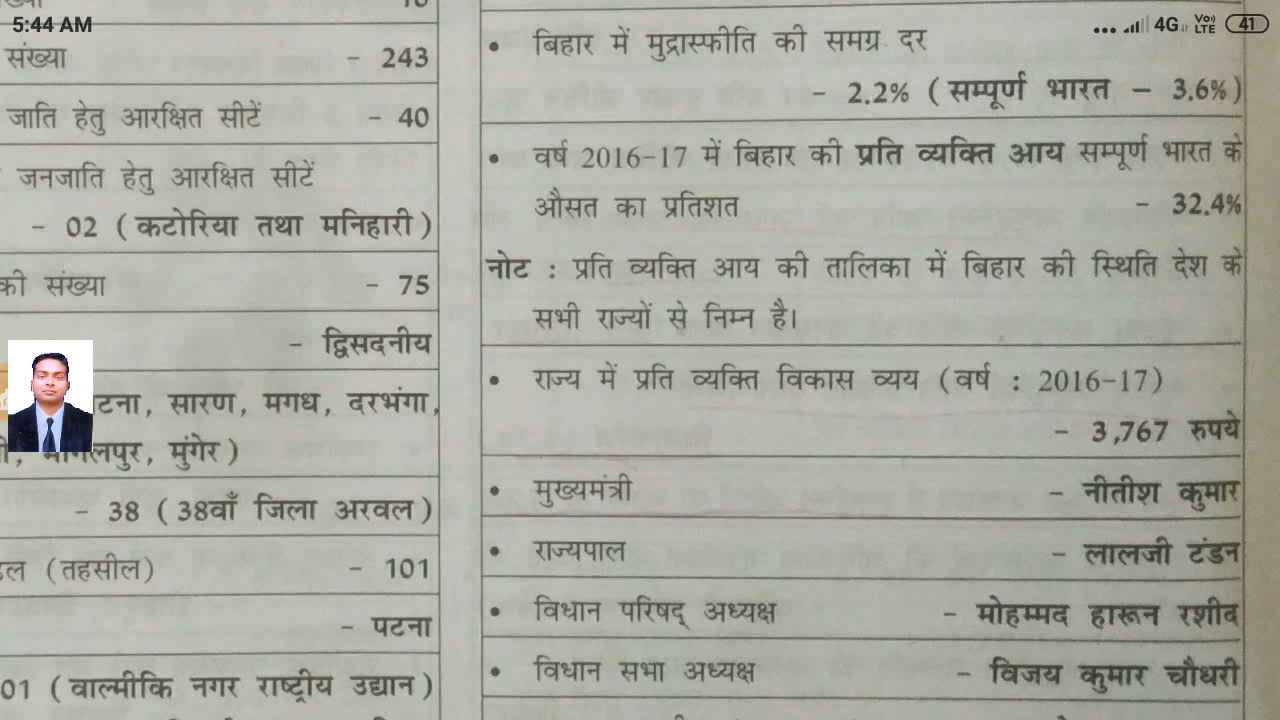 5:44 AM
4G
Vo)) LTE
41
संख्या - 243
जाति हेतु आरक्षित सीटें - 40
जनजाति हेतु आरक्षित सीटें
- 02 ( कटोरिया तथा मनिहारी )
की संख्या - 75
- द्विसदनीय
टना, सारण, मगध, दरभंगा,
भागलपुर, मुंगेर )
- 38 ( 38वाँ जिला अरवल )
(तहसील) - 101
- पटना
01 ( वाल्मीकि नगर राष्ट्रीय उद्यान )
• बिहार में मुद्रास्फीति की समग्र दर
- 2.2% ( सम्पूर्ण भारत – 3.6%)
• वर्ष 2016-17 में बिहार की प्रति व्यक्ति आय सम्पूर्ण भारत के
औसत का प्रतिशत - 32.4%
नोट : प्रति व्यक्ति आय की तालिका में बिहार की स्थिति देश के
सभी राज्यों से निम्न है।
• राज्य में प्रति व्यक्ति विकास व्यय (वर्ष : 2016-17)
- 3,767 रुपये
• मुख्यमंत्री - नीतीश कुमार
• राज्यपाल - लालजी टंडन
• विधान परिषद् अध्यक्ष - मोहम्मद हारून रशीद
• विधान सभा अध्यक्ष - विजय कुमार चौधरी